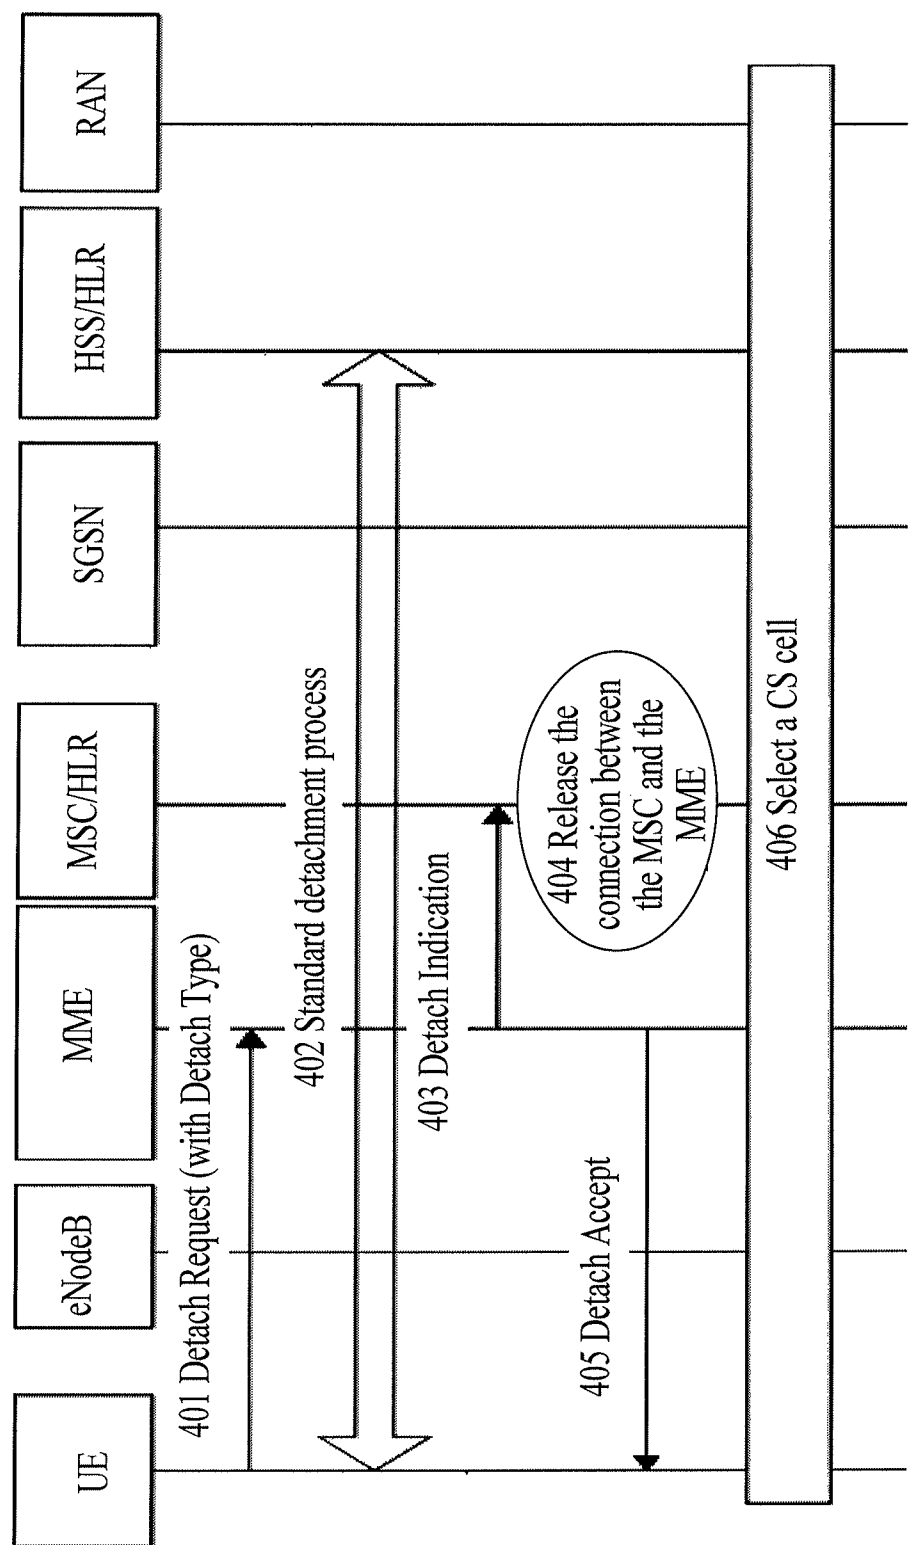 UE
eNodeB
MME
MSC/HLR
SGSN
HSS/HLR
RAN
401 Detach Request (with Detach Type)
402 Standard detachment process
403 Detach Indication
404 Release the
connection between
the MSC and the
MME
405 Detach Accept
406 Select a CS cell